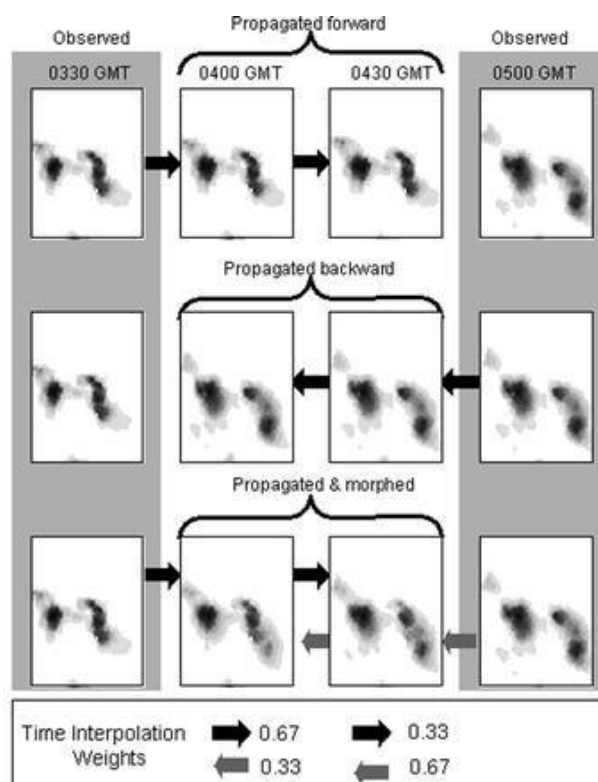 Propagated forward
Observed
Observed
0330 GMT 0400 GMT 0430 GMT 0500 GMT
Propagated backward
Propagated & morphed
Time Interpolation
Weights
0.67 0.33
0.33 0.67